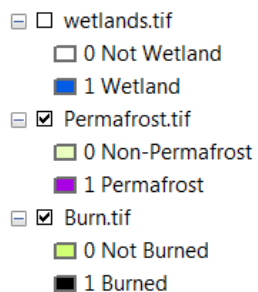 wetlands.tif
0 Not Wetland
1 Wetland
Permafrost.tif
0 Non-Permafrost
1 Permafrost
Burn.tif
0 Not Burned
1 Burned